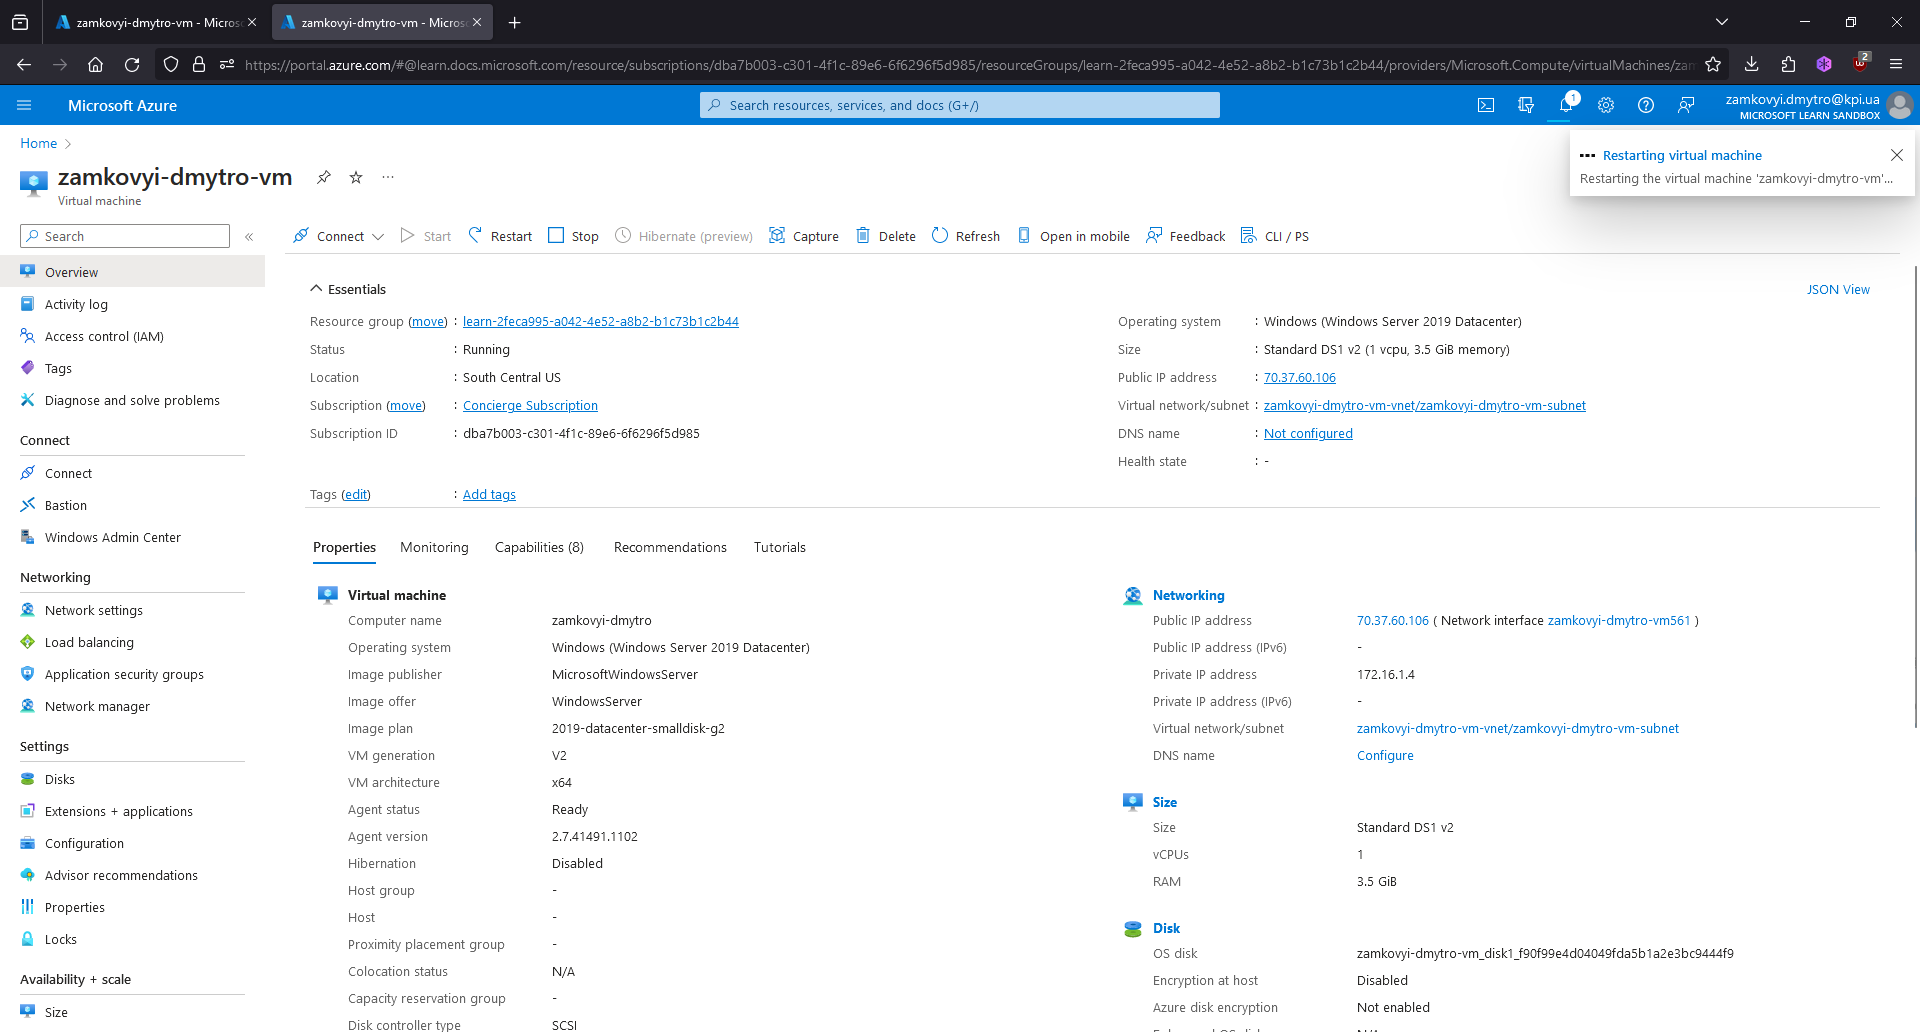 zamkovyi-dmytro-vm - Micros
zamkovyi-dmytro-vm - Micros
https://portal.azure.com/#@learn.docs.microsoft.com/resource/subscriptions/dba7b003-c301-4f1c-89e6-6f6296f5d985/resourceGroups/learn-2feca995-a042-4e52-a8b2-b1c73b1c2b44/providers/Microsoft.Compute/virtualMachines/zam
2
Microsoft Azure
Search resources, services, and docs (G+/)
1
zamkovyi.dmytro@kpi.ua
MICROSOFT LEARN SANDBOX
Home
Restarting virtual machine
Restarting the virtual machine 'zamkovyi-dmytro-vm'...
zamkovyi-dmytro-vm
Virtual machine
Search
Connect Start Restart Stop Hibernate (preview) Capture Delete Refresh Open in mobile Feedback CLI / PS
Overview
Activity log
Access control (IAM)
Tags
Diagnose and solve problems
Connect
Connect
Bastion
Windows Admin Center
Networking
Network settings
Load balancing
Application security groups
Network manager
Settings
Disks
Extensions + applications
Configuration
Advisor recommendations
Properties
Locks
Availability + scale
Size
Essentials
JSON View
Resource group (move) : learn-2feca995-a042-4e52-a8b2-b1c73b1c2b44
Status : Running
Location : South Central US
Subscription (move) : Concierge Subscription
Subscription ID : dba7b003-c301-4f1c-89e6-6f6296f5d985
Operating system : Windows (Windows Server 2019 Datacenter)
Size : Standard DS1 v2 (1 vcpu, 3.5 GiB memory)
Public IP address : 70.37.60.106
Virtual network/subnet : zamkovyi-dmytro-vm-vnet/zamkovyi-dmytro-vm-subnet
DNS name : Not configured
Health state : -
Tags (edit) : Add tags
Properties Monitoring Capabilities (8) Recommendations Tutorials
Virtual machine
Computer name zamkovyi-dmytro
Operating system Windows (Windows Server 2019 Datacenter)
Image publisher MicrosoftWindowsServer
Image offer WindowsServer
Image plan 2019-datacenter-smalldisk-g2
VM generation V2
VM architecture x64
Agent status Ready
Agent version 2.7.41491.1102
Hibernation Disabled
Host group -
Host -
Proximity placement group -
Colocation status N/A
Capacity reservation group -
Disk controller type SCSI
Networking
Public IP address 70.37.60.106 ( Network interface zamkovyi-dmytro-vm561 )
Public IP address (IPv6) -
Private IP address 172.16.1.4
Private IP address (IPv6) -
Virtual network/subnet zamkovyi-dmytro-vm-vnet/zamkovyi-dmytro-vm-subnet
DNS name Configure
Size
Size Standard DS1 v2
vCPUs 1
RAM 3.5 GiB
Disk
OS disk zamkovyi-dmytro-vm_disk1_f90f99e4d04049fda5b1a2e3bc9444f9
Encryption at host Disabled
Azure disk encryption Not enabled